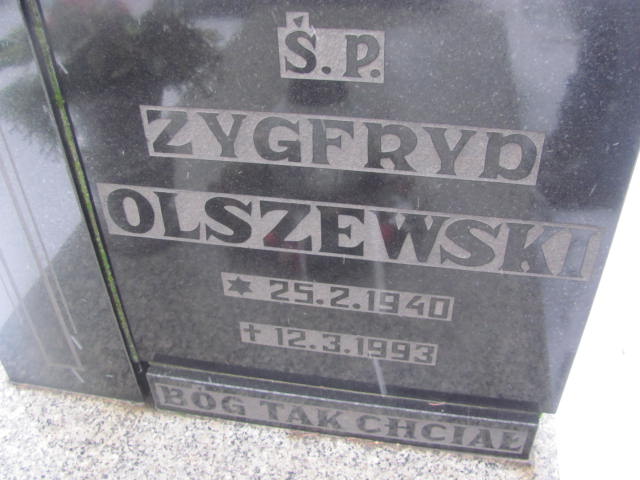 Ś.P.
ZYGFRYD
OLSZEWSKI
✶ 25.2.1940
✝ 12.3.1993
BÓG TAK CHCIAŁ